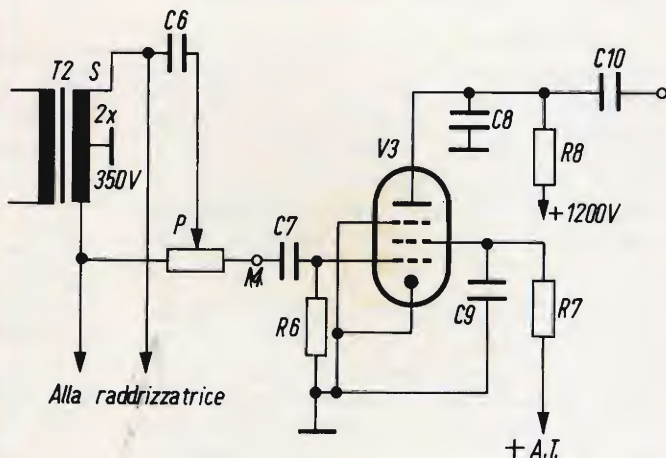 C6
C10
T2 S
2x
350V
C8
V3
R8
+1200V
P
C7
M
R6
C9
R7
Alla raddrizzatrice
+ A.T.